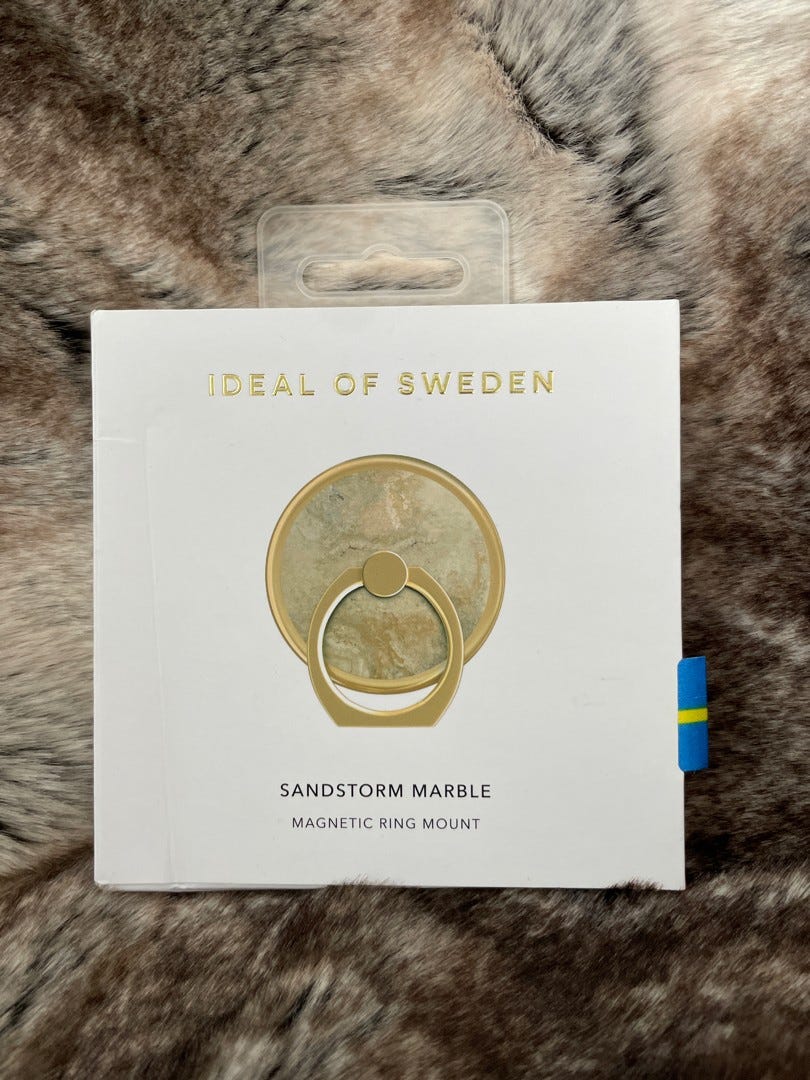 IDEAL OF SWEDEN
SANDSTORM MARBLE
MAGNETIC RING MOUNT